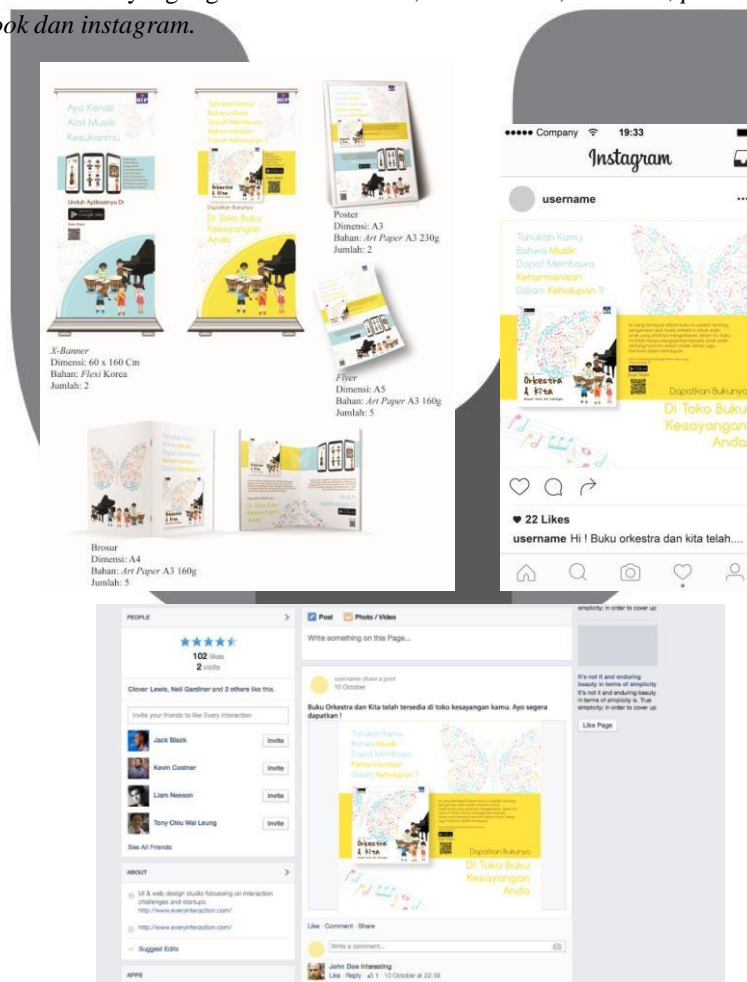 ook dan instagram.
Ayo Kenali
Alat Musik
Kesukanmu
Unduh Aplikasinya Di
Google play
BIP
Tahukah Kamu
Bahwa Musik
Dapat Membawa
Keharmonisan
Dalam Kehidupan ?
Orkestra
& Kita
Dapatkan Bukunya
Di Toko Buku
Kesayangan
Anda
X-Banner
Dimensi: 60 x 160 Cm
Bahan: Flexi Korea
Jumlah: 2
Poster
Dimensi: A3
Bahan: Art Paper A3 230g
Jumlah: 2
Flyer
Dimensi: A5
Bahan: Art Paper A3 160g
Jumlah: 5
Brosur
Dimensi: A4
Bahan: Art Paper A3 160g
Jumlah: 5
Company 19:33
Instagram
username
Tahukah Kamu
Bahwa Musik
Dapat Membawa
Keharmonisan
Dalam Kehidupan ?
Orkestra
& Kita
Dapatkan Bukunya
Di Toko Buku
Kesayangan
Anda
22 Likes
username Hi ! Buku orkestra dan kita telah....
PEOPLE
102 likes
2 visits
Clover Lewis, Neil Gardiner and 2 others like this.
Invite your friends to like Every Interaction
Jack Black Invite
Kevin Costner Invite
Liam Neeson Invite
Tony Chiu Wai Leung Invite
See All Friends
ABOUT
UI & web design studio focussing on interaction
challenges and startups.
http://www.everyinteraction.com/
http://www.everyinteraction.com/
Suggest Edits
APPS
Post Photo / Video
Write something on this Page...
username share a post
10 October
Buku Orkestra dan Kita telah tersedia di toko kesayangan kamu. Ayo segera
dapatkan !
Tahukah Kamu
Bahwa Musik
Dapat Membawa
Keharmonisan
Dalam Kehidupan ?
Orkestra
& Kita
Dapatkan Bukunya
Di Toko Buku
Kesayangan
Anda
Like · Comment · Share
Write a comment...
John Doe Interesting
Like · Reply · 1 · 10 October at 22:18
simplicity; in order to cover up
It's not it and enduring
beauty in terms of simplicity
It's not it and enduring beauty
in terms of simplicity is. True
simplicity; in order to cover up
Like Page